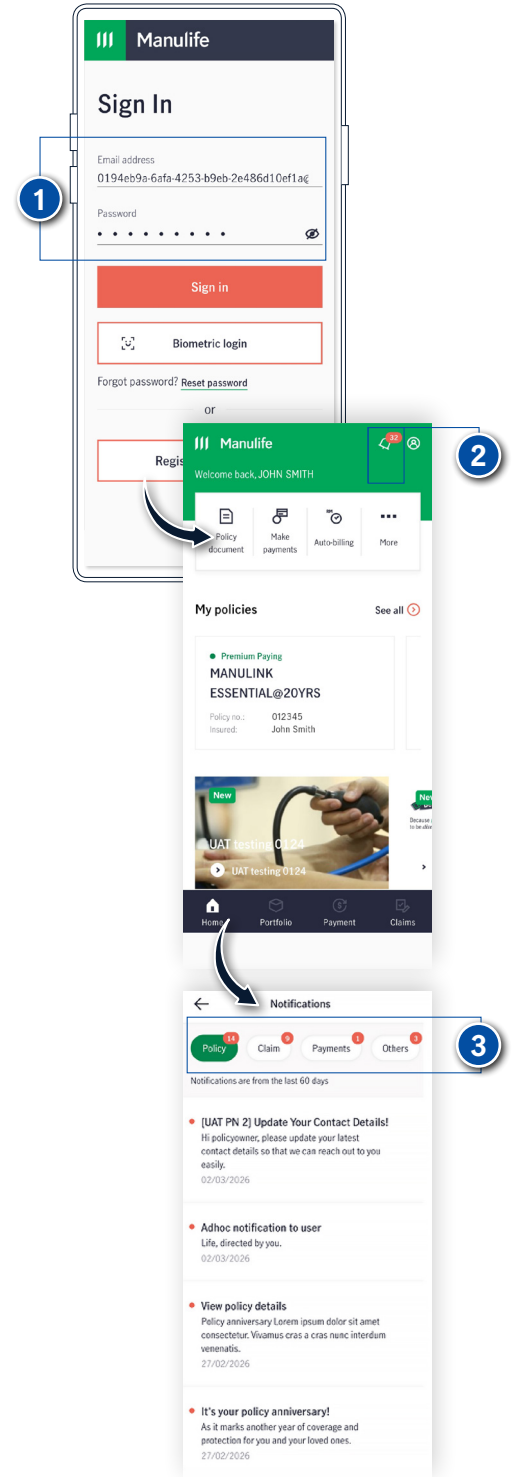 Manulife
Sign In
Email address
0194eb9a-6afa-4253-b9eb-2e486d10ef1a@
1
Password
Sign in
Biometric login
Forgot password? Reset password
or
Regis
Manulife
32
2
Welcome back, JOHN SMITH
Policy document
Make payments
RM
Auto-billing
More
My policies
See all
Premium Paying
MANULINK
ESSENTIAL@20YRS
Policy no.: 012345
Insured: John Smith
New
UAT testing 0124
UAT testing 0124
New
Because
to be
Home
Portfolio
Payment
Claims
Notifications
3
Policy 14
Claim 9
Payments 1
Others 3
Notifications are from the last 60 days
[UAT PN 2] Update Your Contact Details!
Hi policyowner, please update your latest
contact details so that we can reach out to you
easily.
02/03/2026
Adhoc notification to user
Life, directed by you.
02/03/2026
View policy details
Policy anniversary Lorem ipsum dolor sit amet
consectetur. Vivamus cras a cras nunc interdum
venenatis.
27/02/2026
It's your policy anniversary!
As it marks another year of coverage and
protection for you and your loved ones.
27/02/2026